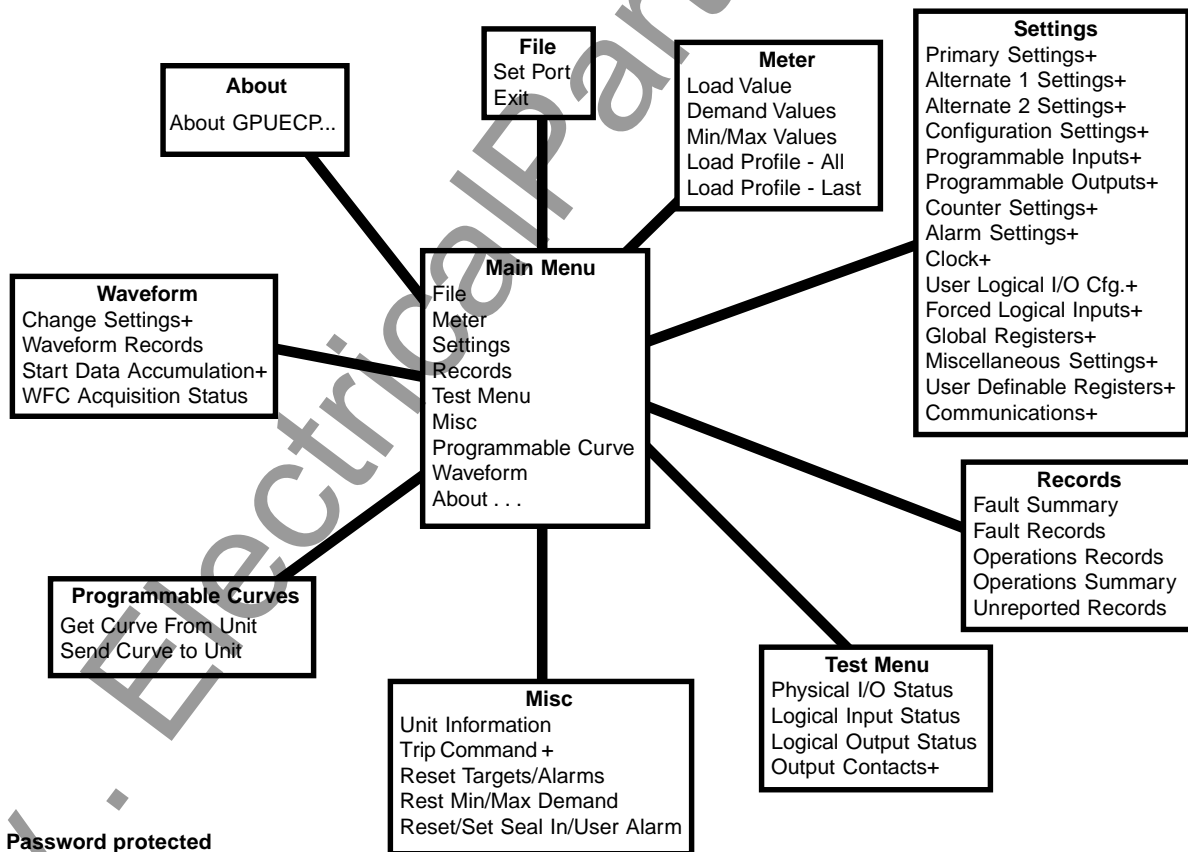 File
Set Port
Exit
About
About GPUECP...
Meter
Load Value
Demand Values
Min/Max Values
Load Profile - All
Load Profile - Last
Settings
Primary Settings+
Alternate 1 Settings+
Alternate 2 Settings+
Configuration Settings+
Programmable Inputs+
Programmable Outputs+
Counter Settings+
Alarm Settings+
Clock+
User Logical I/O Cfg.+
Forced Logical Inputs+
Global Registers+
Miscellaneous Settings+
User Definable Registers+
Communications+
Main Menu
File
Meter
Settings
Records
Test Menu
Misc
Programmable Curve
Waveform
About . . .
Waveform
Change Settings+
Waveform Records
Start Data Accumulation+
WFC Acquisition Status
Records
Fault Summary
Fault Records
Operations Records
Operations Summary
Unreported Records
Programmable Curves
Get Curve From Unit
Send Curve to Unit
Test Menu
Physical I/O Status
Logical Input Status
Logical Output Status
Output Contacts+
Misc
Unit Information
Trip Command +
Reset Targets/Alarms
Rest Min/Max Demand
Reset/Set Seal In/User Alarm
Password protected